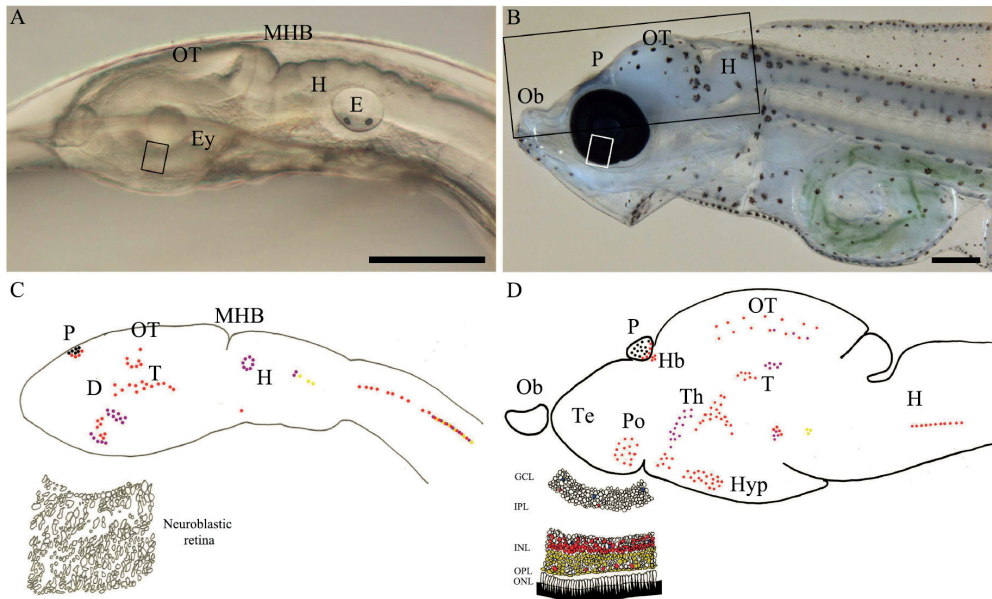 A
OT
MHB
H
E
Ey
B
OT
P
H
Ob
C
MHB
P
OT
D
T
H
Neuroblastic
retina
D
OT
P
Hb
Ob
Th
T
Te
Po
H
Hyp
GCL
IPL
INL
OPL
ONL